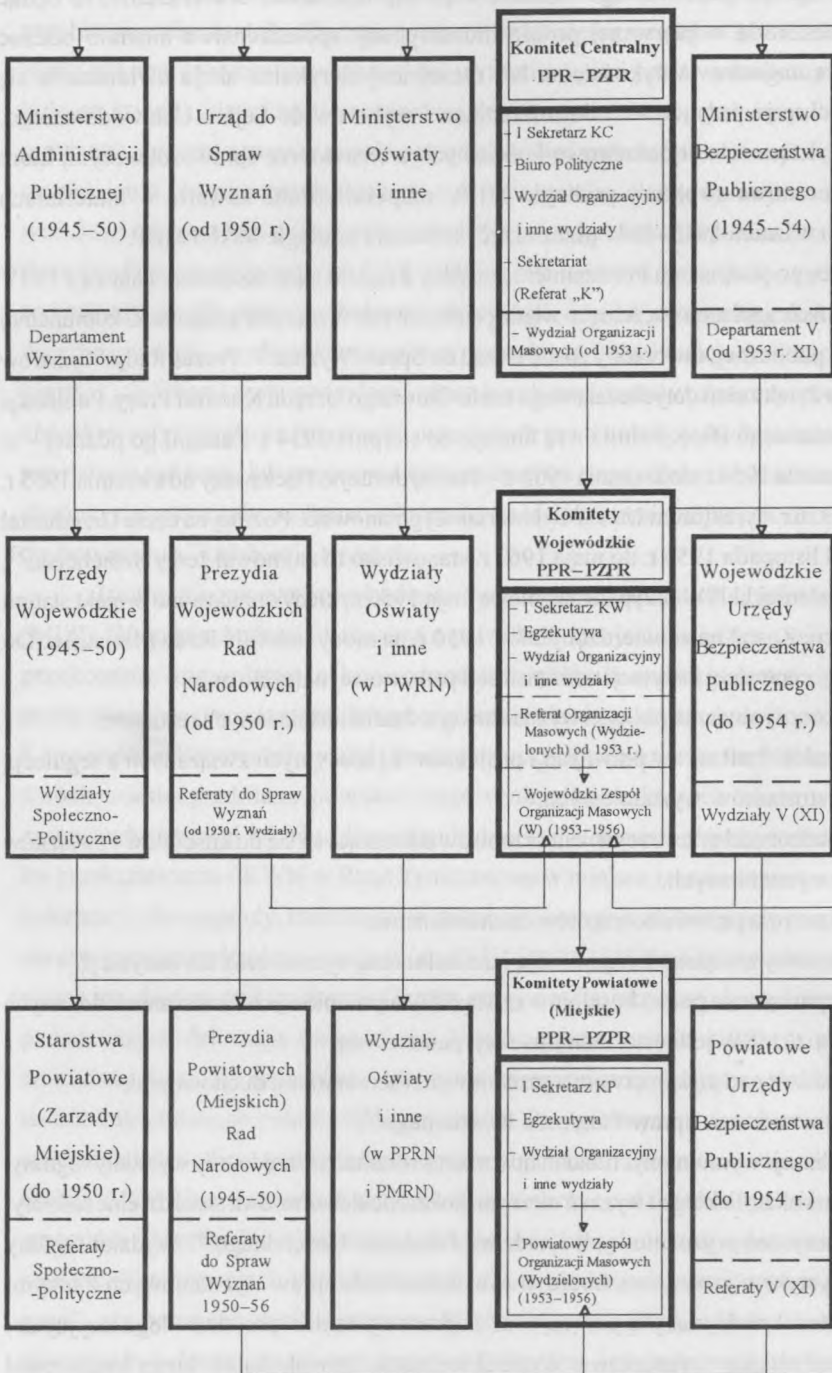 Ministerstwo
Administracji
Publicznej
(1945–50)
Departament
Wyznaniowy
Urząd do
Spraw
Wyznań
(od 1950 r.)
Ministerstwo
Oświaty
i inne
Komitet Centralny
PPR–PZPR
I Sekretarz KC
Biuro Polityczne
Wydział Organizacyjny
i inne wydziały
Sekretariat
(Referat „K")
Wydział Organizacji
Masowych (od 1953 r.)
Ministerstwo
Bezpieczeństwa
Publicznego
(1945–54)
Departament V
(od 1953 r. XI)
Urzędy
Wojewódzkie
(1945–50)
Wydziały
Społeczno-
Polityczne
Prezydia
Wojewódzkich
Rad
Narodowych
(od 1950 r.)
Referaty do Spraw
Wyznań
(od 1950 r. Wydziały)
Wydziały
Oświaty
i inne
(w PWRN)
Komitety
Wojewódzkie
PPR–PZPR
I Sekretarz KW
Egzekutywa
Wydział Organizacyjny
i inne wydziały
Referat Organizacji
Masowych (Wydzie-
lonych) od 1953 r.)
Wojewódzki Zespół
Organizacji Masowych
(W) (1953–1956)
Wojewódzkie
Urzędy
Bezpieczeństwa
Publicznego
(do 1954 r.)
Wydziały V (XI)
Starostwa
Powiatowe
(Zarzady
Miejskie)
(do 1950 r.)
Referaty
Społeczno-
-Polityczne
Prezydia
Powiatowych
(Miejskich)
Rad
Narodowych
(1945–50)
Referaty
do Spraw
Wyznań
1950–56
Wydziały
Oświaty
i inne
(w PPRN
i PMRN)
Komitety Powiatowe
(Miejskie)
PPR–PZPR
I Sekretarz KP
Egzekutywa
Wydział Organizacyjny
i inne wydziały
Powiatowy Zespół
Organizacji Masowych
(Wydzielonych)
(1953–1956)
Powiatowe
Urzędy
Bezpieczeństwa
Publicznego
(do 1954 r.)
Referaty V (XI)